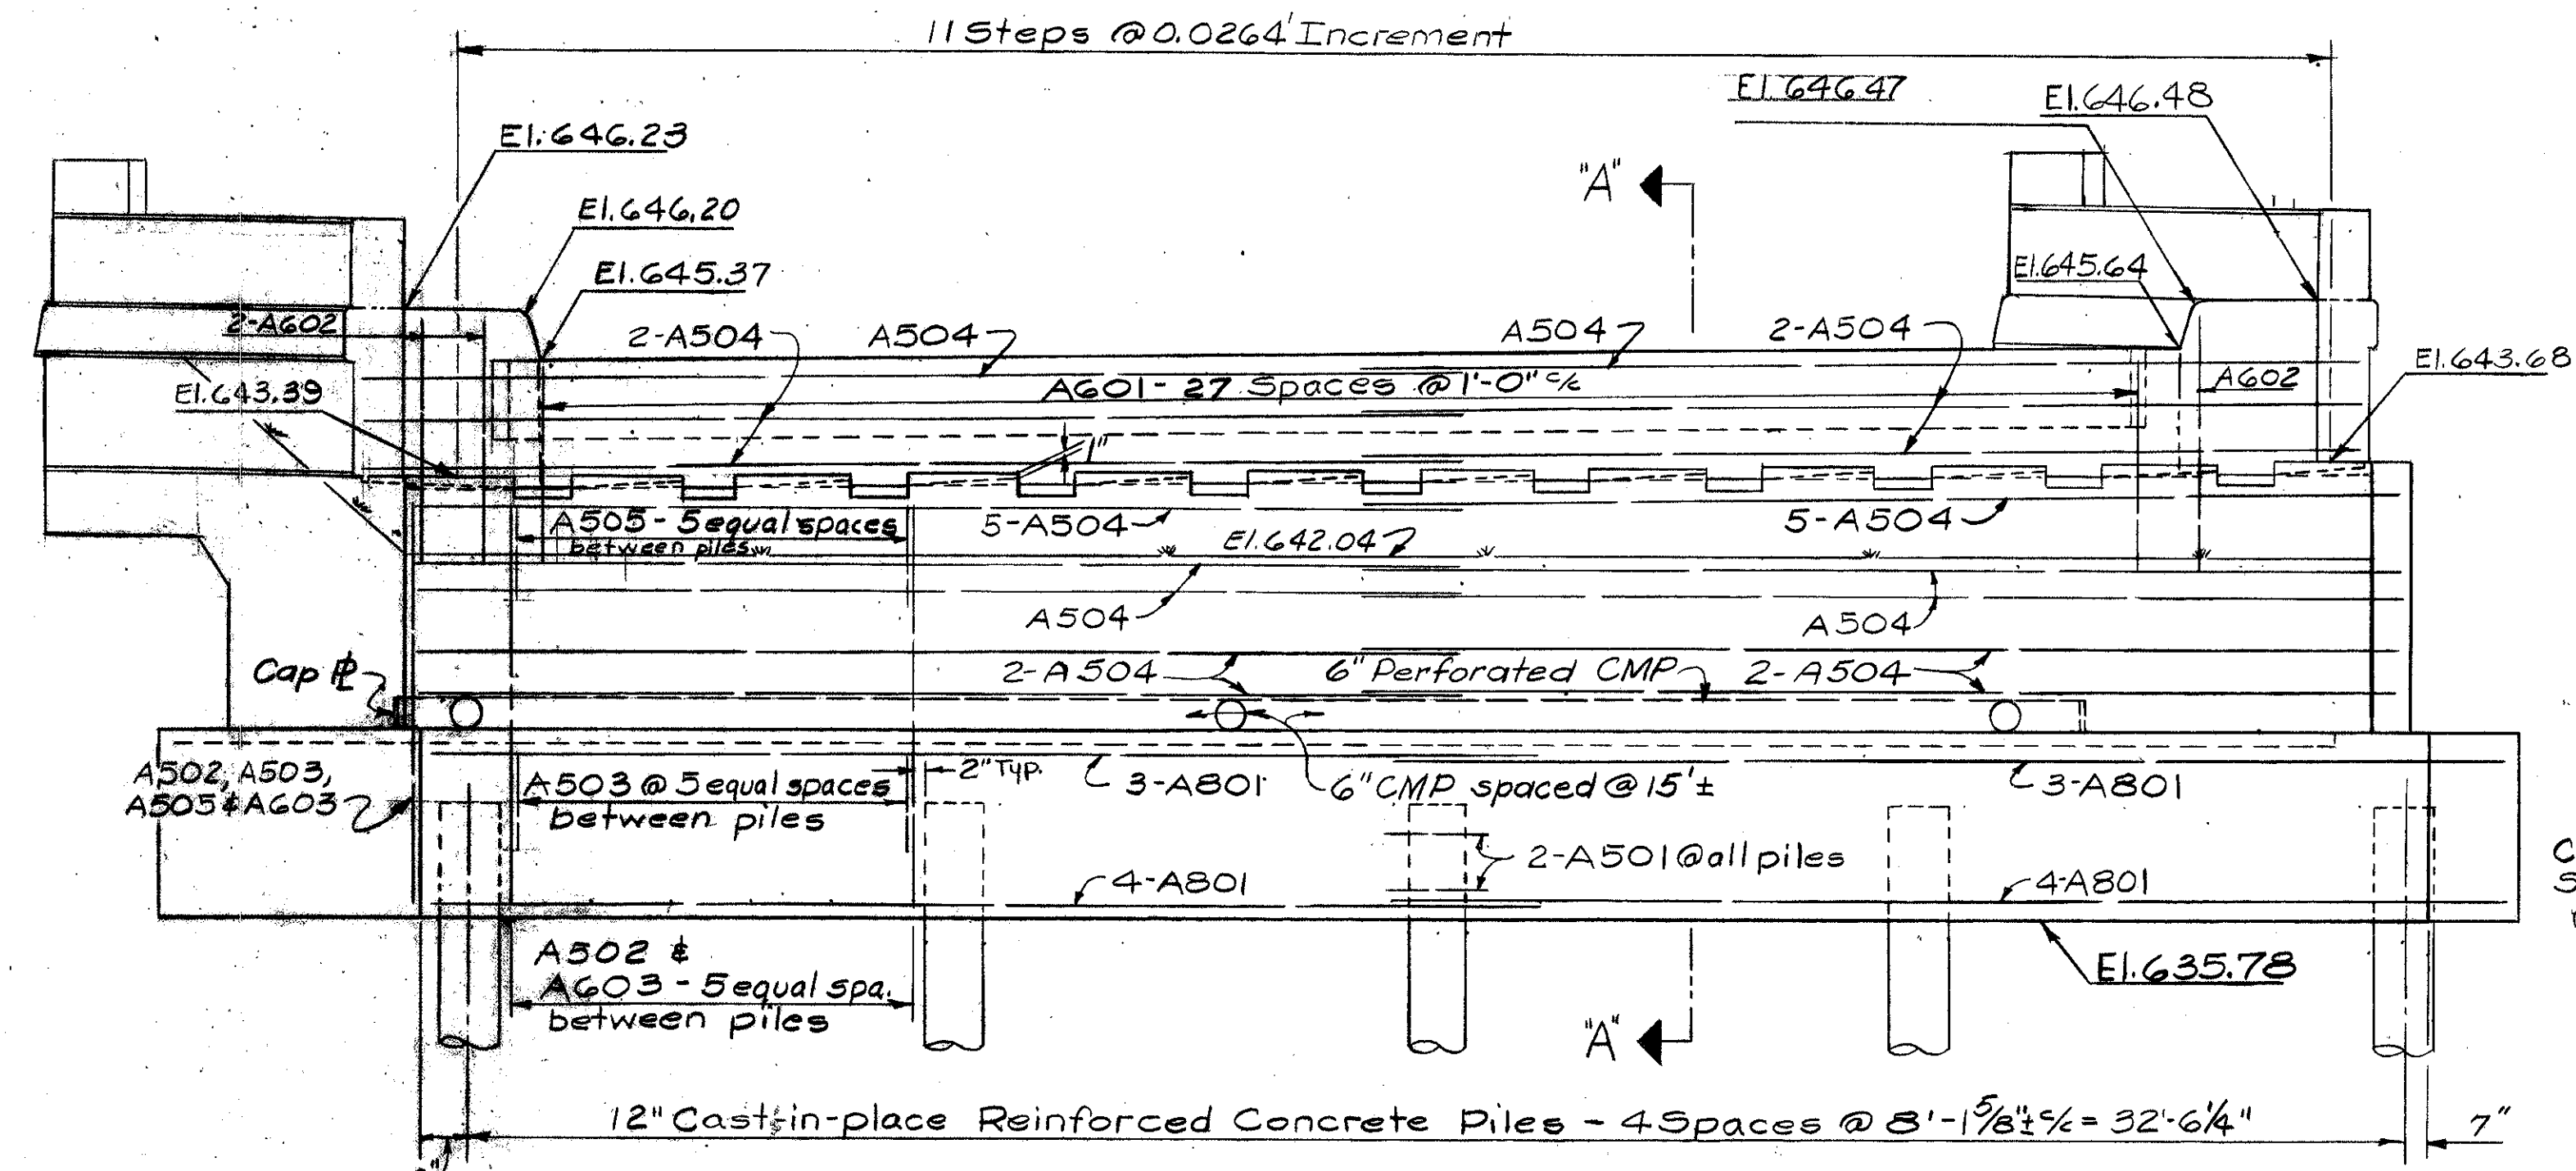 11 Steps @ 0.0264' Increment
El. 646.47
El. 646.48
El. 646.23
"A"
El. 646.20
El. 645.37
El. 645.64
2-A602
2-A504
A504
A504
2-A504
El. 643.68
El. 643.39
A601 - 27 Spaces @ 1'-0" c/c
A602
1"
A505 - 5 equal spaces
between piles
5-A504
El. 642.04
5-A504
A504
A504
Cap ⅊
2-A504
6" Perforated CMP
2-A504
A502, A503,
A505 & A603
A503 @ 5 equal spaces
between piles
2" TYP.
3-A801
6" CMP spaced @ 15' ±
3-A801
2-A501 @ all piles
4-A801
4-A801
C
S
A502 &
A603 - 5 equal spa.
between piles
El. 635.78
"A"
12" Cast-in-place Reinforced Concrete Piles - 4 Spaces @ 8'-1 5/8" ± c/c = 32'-6 1/4"
7"